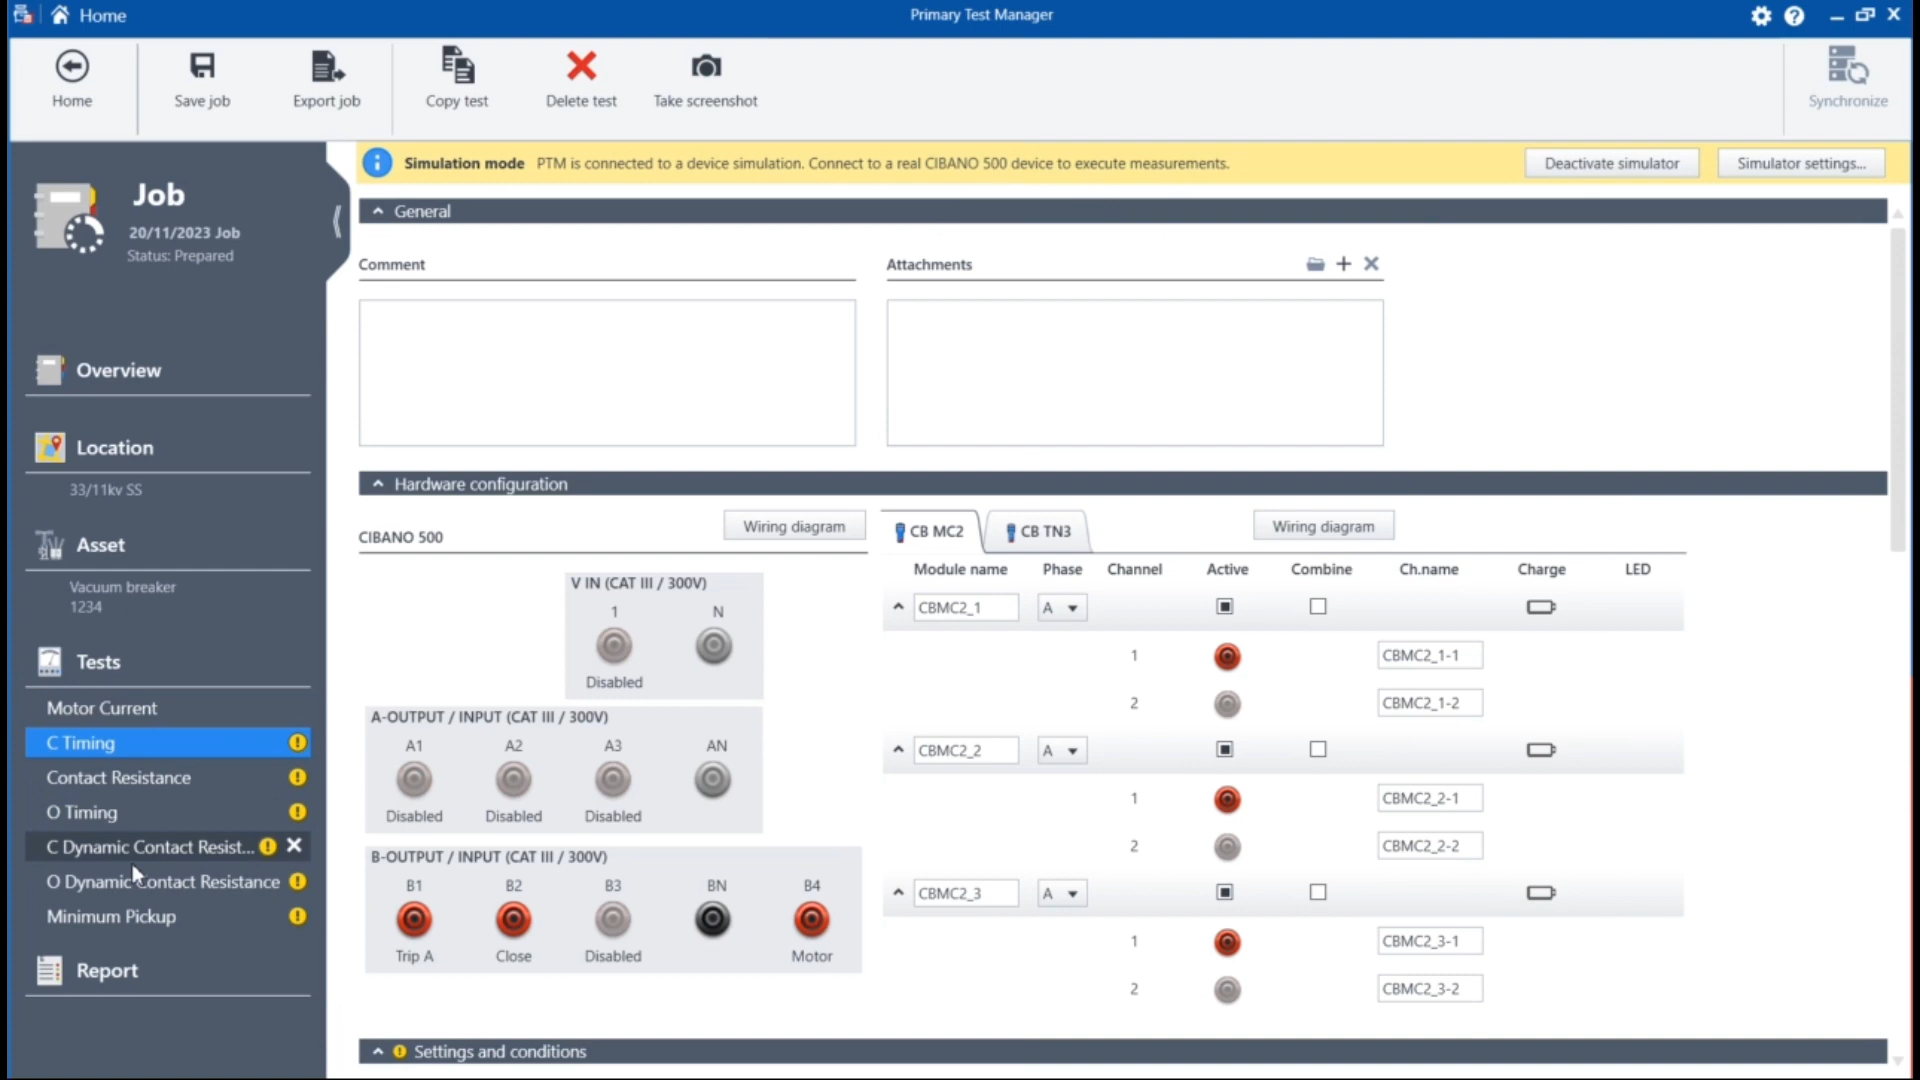 Home
Primary Test Manager
Home
Save job
Export job
Copy test
Delete test
Take screenshot
Synchronize
Job
20/11/2023 Job
Status: Prepared
Overview
Location
33/11kv SS
Asset
Vacuum breaker
1234
Tests
Motor Current
C Timing
Contact Resistance
O Timing
C Dynamic Contact Resist...
O Dynamic Contact Resistance
Minimum Pickup
Report
Simulation mode PTM is connected to a device simulation. Connect to a real CIBANO 500 device to execute measurements.
Deactivate simulator
Simulator settings...
General
Comment
Attachments
Hardware configuration
CIBANO 500
Wiring diagram
V IN (CAT III / 300V)
1 N
Disabled
A-OUTPUT / INPUT (CAT III / 300V)
A1 A2 A3 AN
Disabled Disabled Disabled
B-OUTPUT / INPUT (CAT III / 300V)
B1 B2 B3 BN B4
Trip A Close Disabled Motor
CB MC2
CB TN3
Wiring diagram
Module name Phase Channel Active Combine Ch.name Charge LED
CBMC2_1 A
1 CBMC2_1-1
2 CBMC2_1-2
CBMC2_2 A
1 CBMC2_2-1
2 CBMC2_2-2
CBMC2_3 A
1 CBMC2_3-1
2 CBMC2_3-2
Settings and conditions